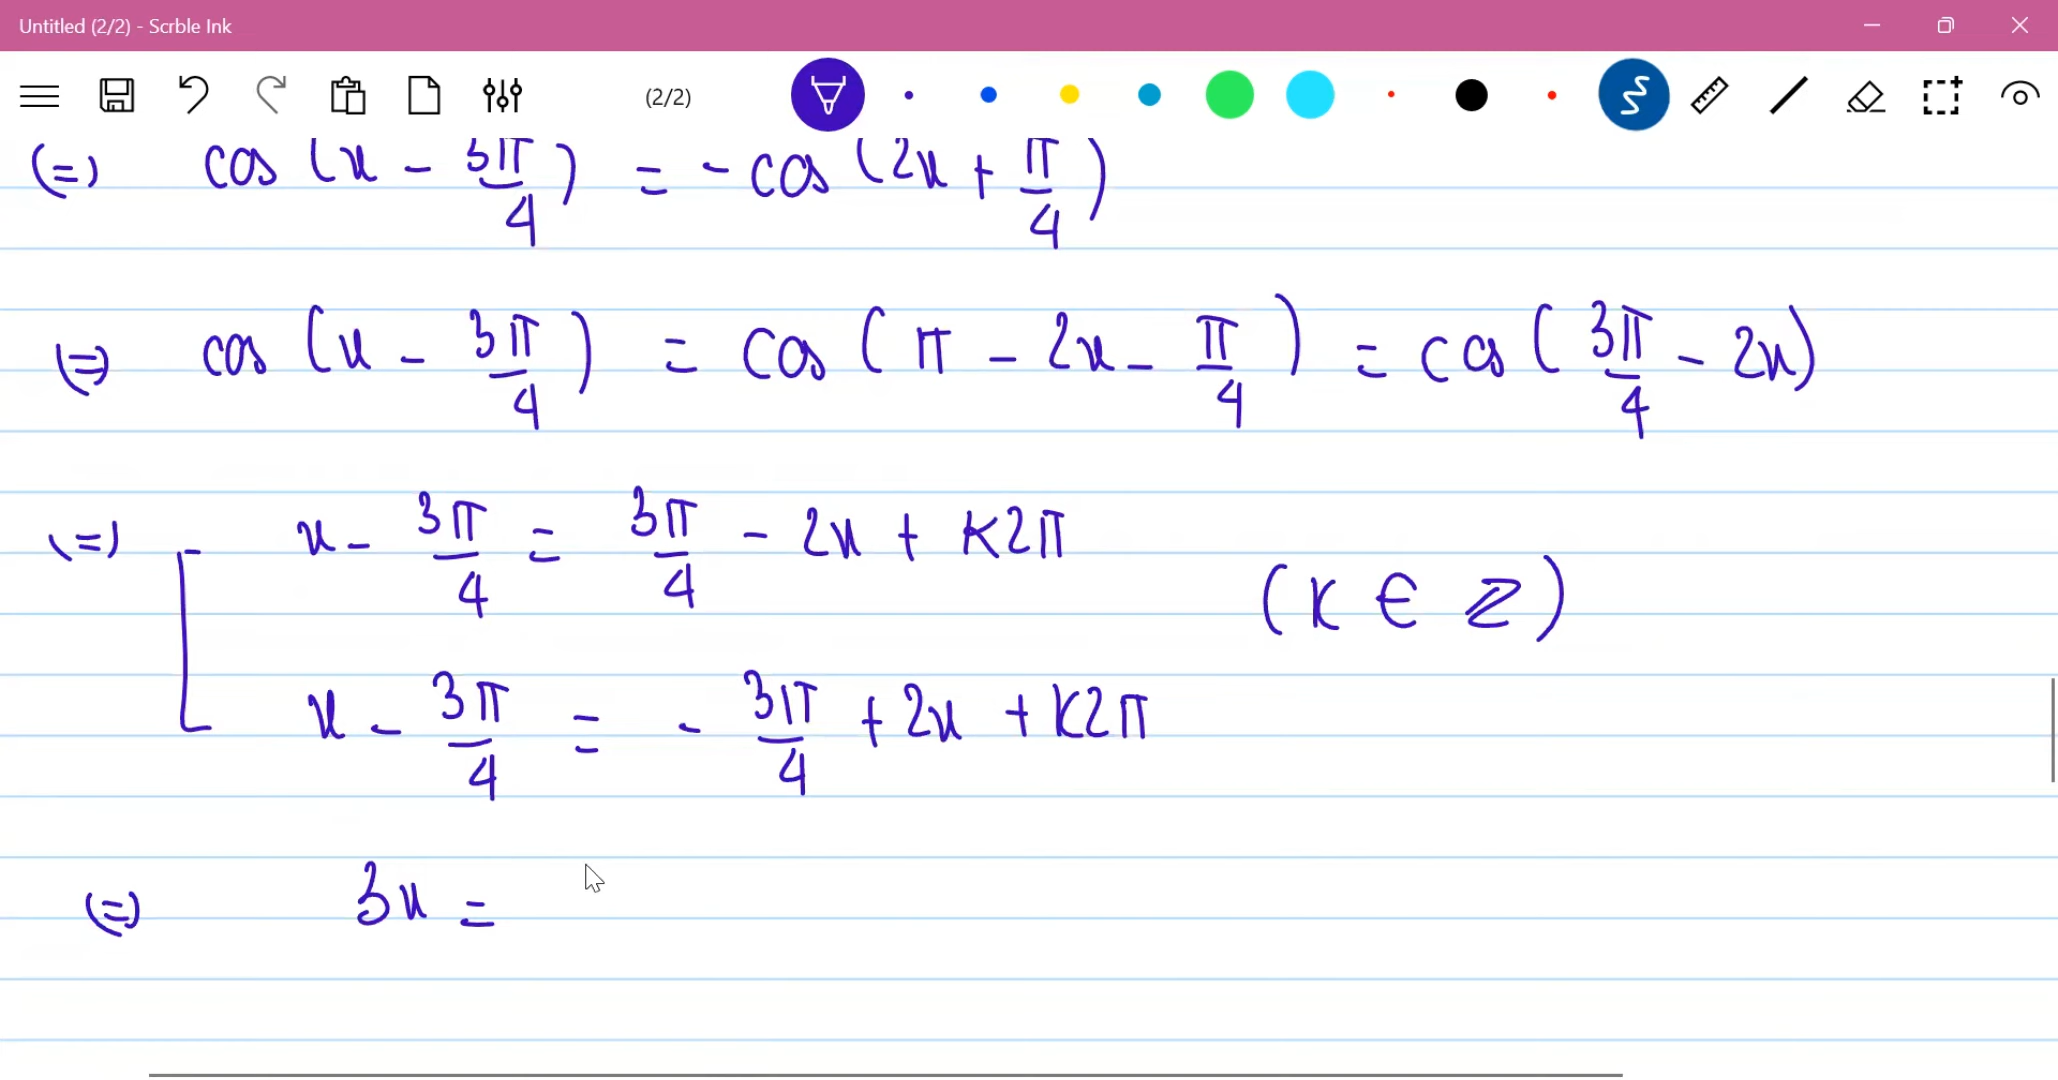 Untitled (2/2) - Scrble Ink
(2/2)
(=) cos (x - 3π/4) = - cos (2x + π/4)
(=) cos (x - 3π/4) = cos (π - 2x - π/4) = cos (3π/4 - 2x)
(=) [ x - 3π/4 = 3π/4 - 2x + k2π
(k ∈ Z)
x - 3π/4 = - 3π/4 + 2x + k2π
(=) 3x =